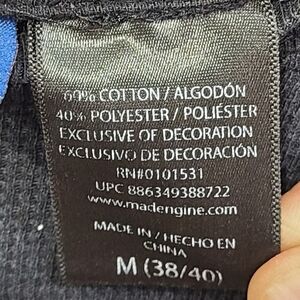 60% COTTON / ALGODÓN
40% POLYESTER / POLIÉSTER
EXCLUSIVE OF DECORATION
EXCLUSIVO DE DECORACIÓN
RN#0101531
UPC 886349388722
www.madengine.com
MADE IN / HECHO EN
CHINA
M (38/40)